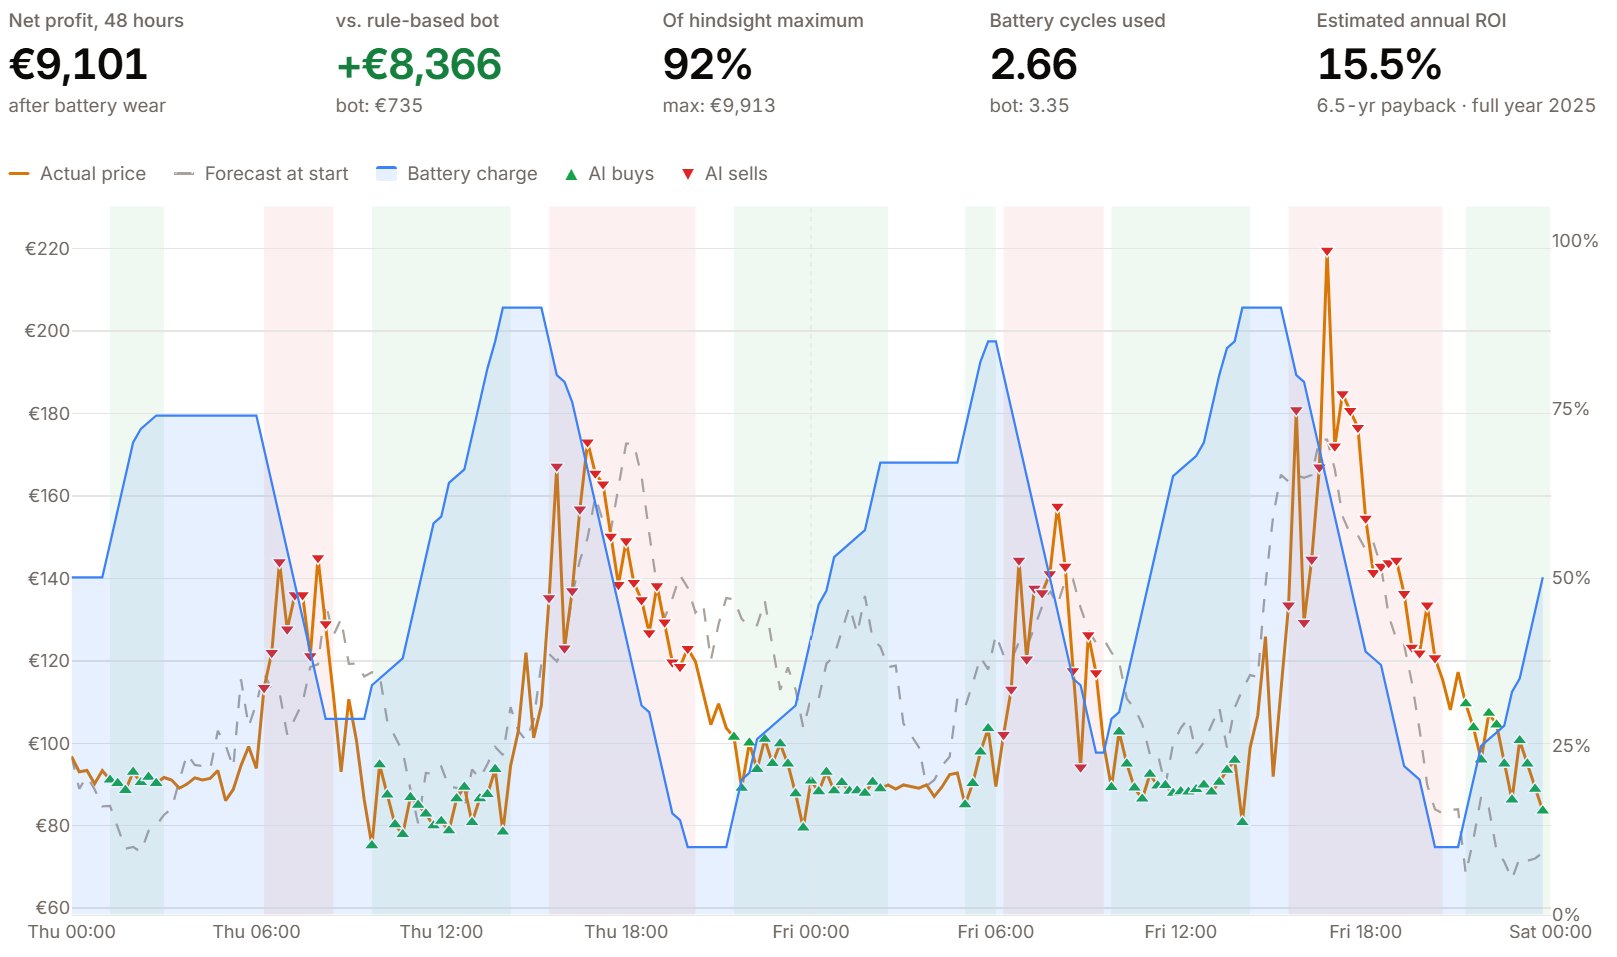 Net profit, 48 hours
€9,101
after battery wear
vs. rule-based bot
+€8,366
bot: €735
Of hindsight maximum
92%
max: €9,913
Battery cycles used
2.66
bot: 3.35
Estimated annual ROI
15.5%
6.5-yr payback · full year 2025
Actual price
Forecast at start
Battery charge
AI buys
AI sells
€220
€200
€180
€160
€140
€120
€100
€80
€60
100%
75%
50%
25%
0%
Thu 00:00
Thu 06:00
Thu 12:00
Thu 18:00
Fri 00:00
Fri 06:00
Fri 12:00
Fri 18:00
Sat 00:00